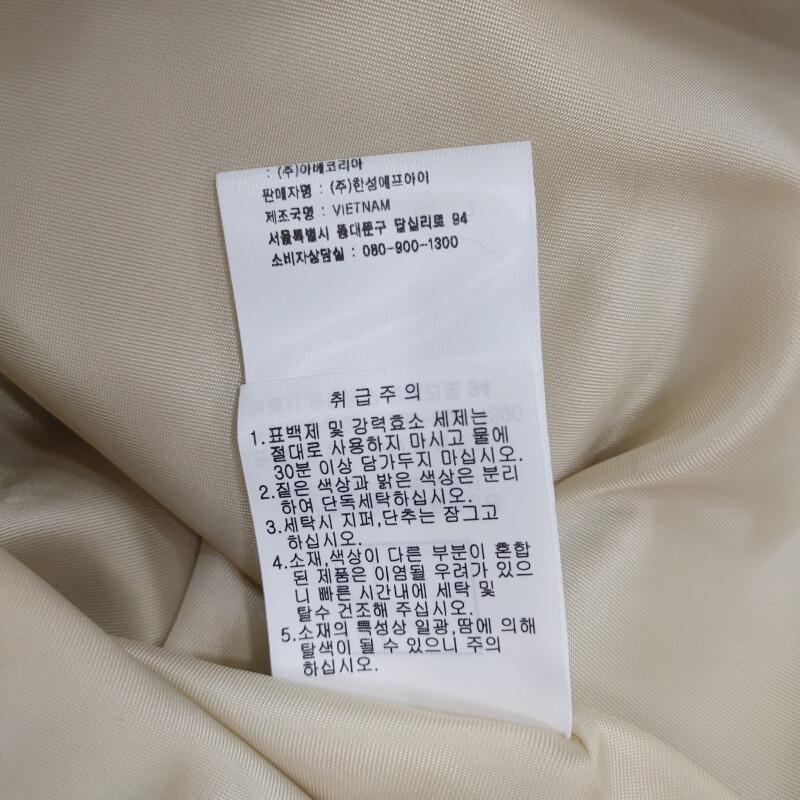 : (주)아베코리아
판매자명 : (주)한성에프아이
제조국명 : VIETNAM
서울특별시 동대문구 답십리로 94
소비자상담실 : 080-900-1300
취급주의
1.표백제 및 강력효소 세제는
절대로 사용하지 마시고 물에
30분 이상 담가두지 마십시오.
2.짙은 색상과 밝은 색상은 분리
하여 단독세탁하십시오.
3.세탁시 지퍼,단추는 잠그고
하십시오.
4.소재,색상이 다른 부분이 혼합
된 제품은 이염될 우려가 있으
니 빠른 시간내에 세탁 및
탈수 건조해 주십시오.
5.소재의 특성상 일광,땀에 의해
탈색이 될 수 있으니 주의
하십시오.